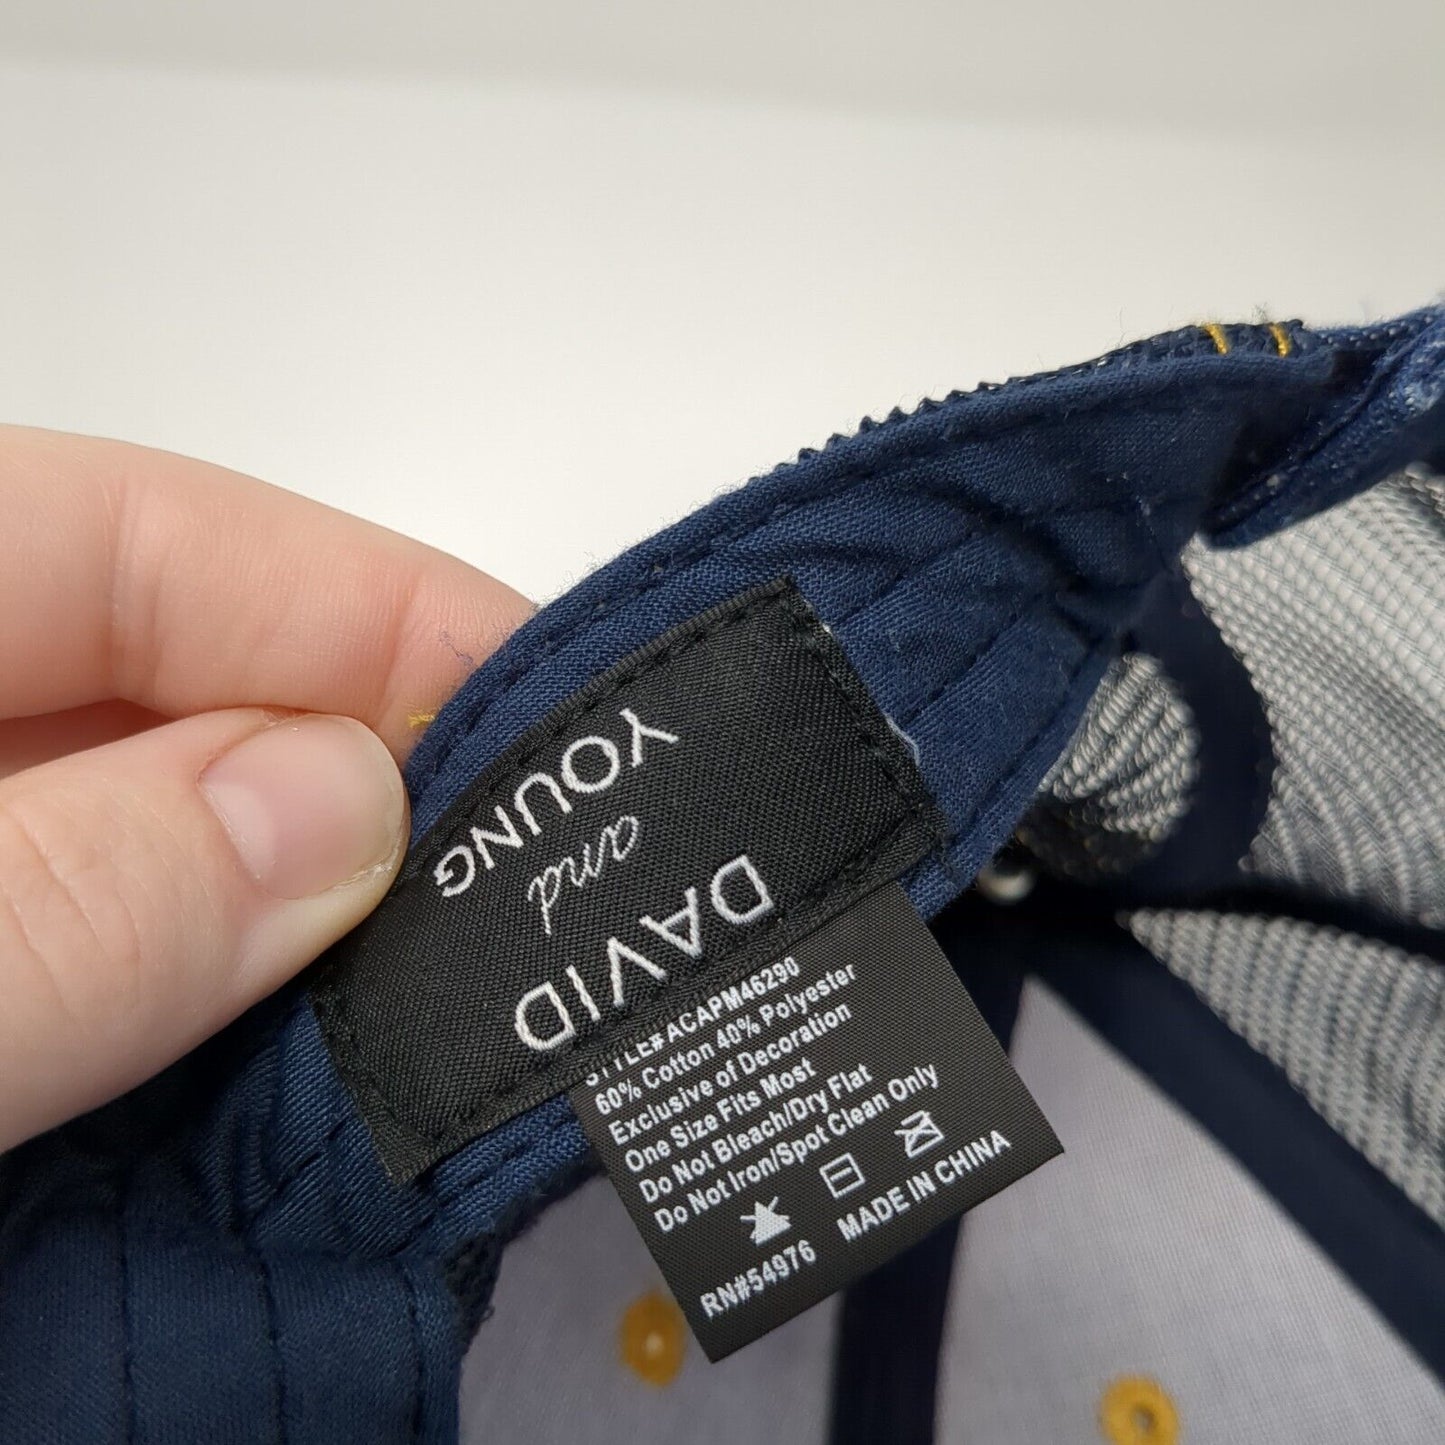 DAVID
and
YOUNG
STYLE#ACAPM46290
60% Cotton 40% Polyester
Exclusive of Decoration
One Size Fits Most
Do Not Bleach/Dry Flat
Do Not Iron/Spot Clean Only
RN#54976 MADE IN CHINA